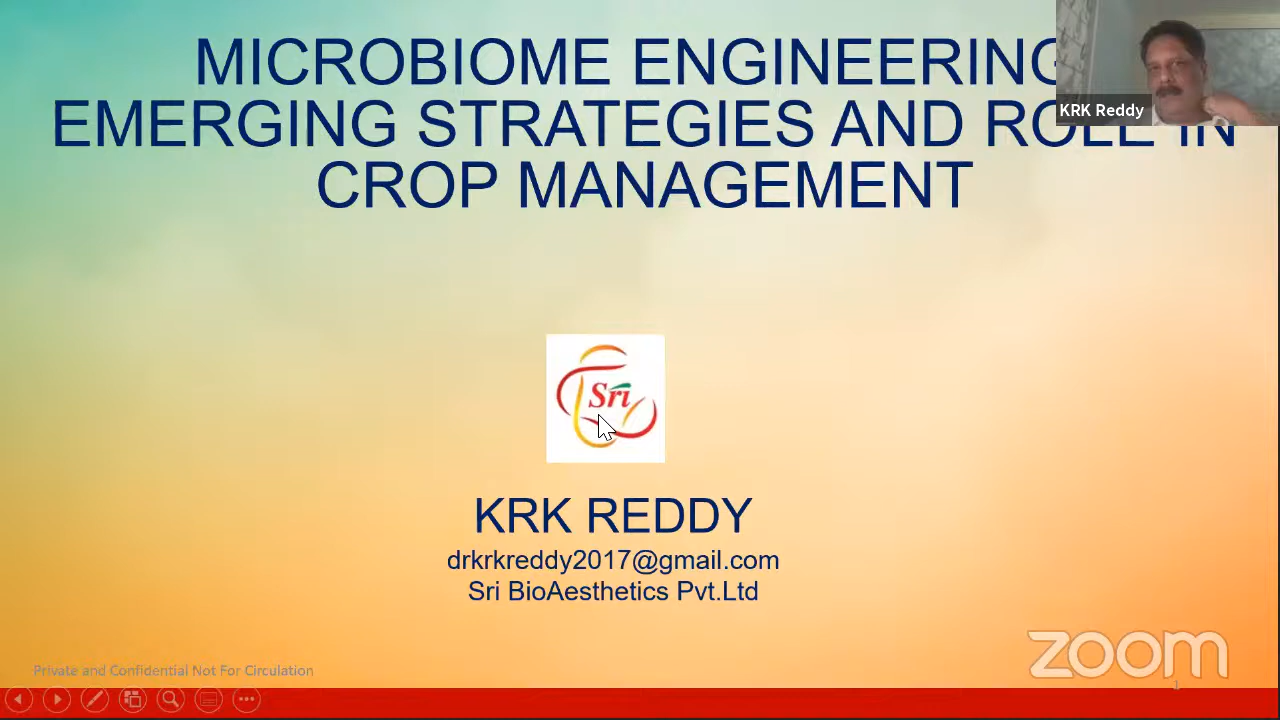 MICROBIOME ENGINEERING
EMERGING STRATEGIES AND ROLE IN
CROP MANAGEMENT
KRK Reddy
Sri
KRK REDDY
drkrkreddy2017@gmail.com
Sri BioAesthetics Pvt.Ltd
zoom
Private and Confidential Not For Circulation
1